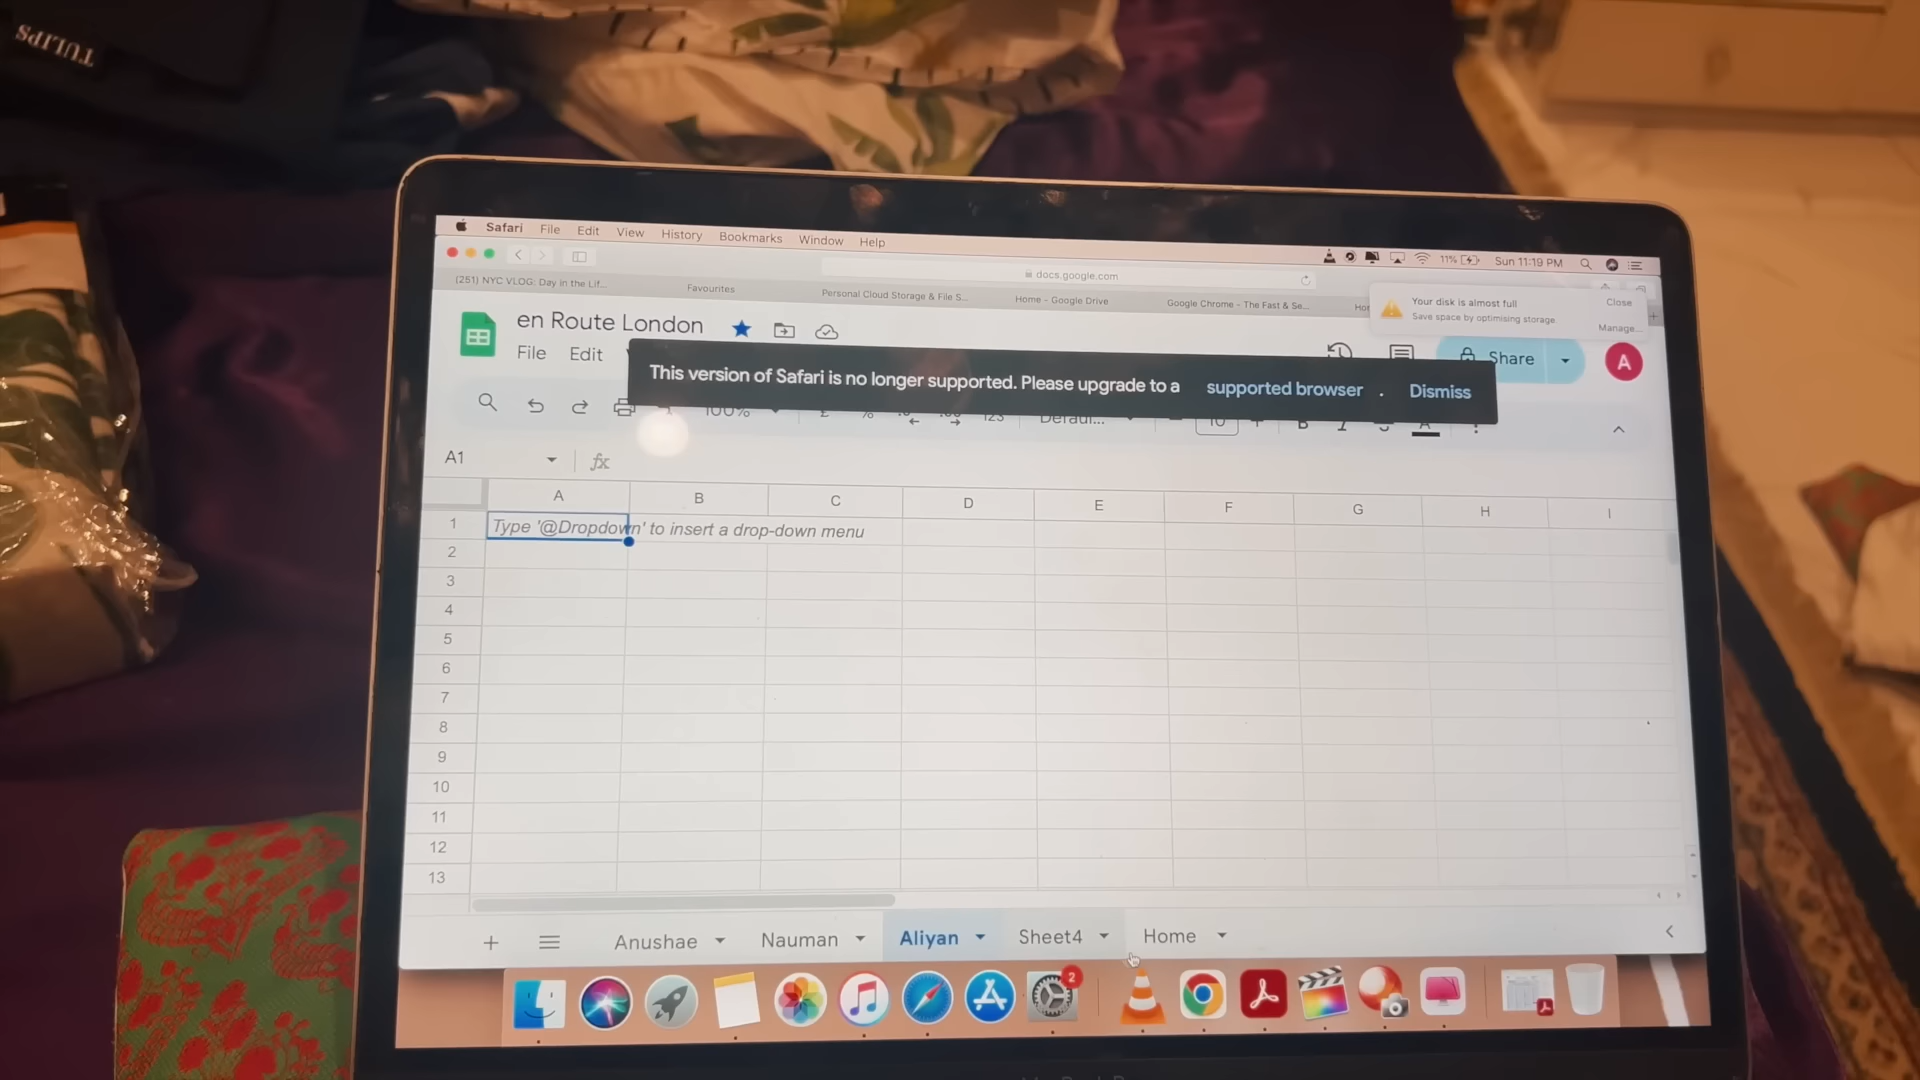 TULIPS
Safari File Edit View History Bookmarks Window Help
11% Sun 11:19 PM
docs.google.com
(251) NYC VLOG: Day in the Lif... Favourites Personal Cloud Storage & File S... Home - Google Drive Google Chrome - The Fast & Se...
Your disk is almost full
Save space by optimising storage.
Close
Manage...
en Route London
File Edit
Share
A
This version of Safari is no longer supported. Please upgrade to a supported browser . Dismiss
100% £ % 123 Defaul... 10 B I
A1 fx
A B C D E F G H I
1 Type '@Dropdown' to insert a drop-down menu
2
3
4
5
6
7
8
9
10
11
12
13
+ Anushae Nauman Aliyan Sheet4 Home
2